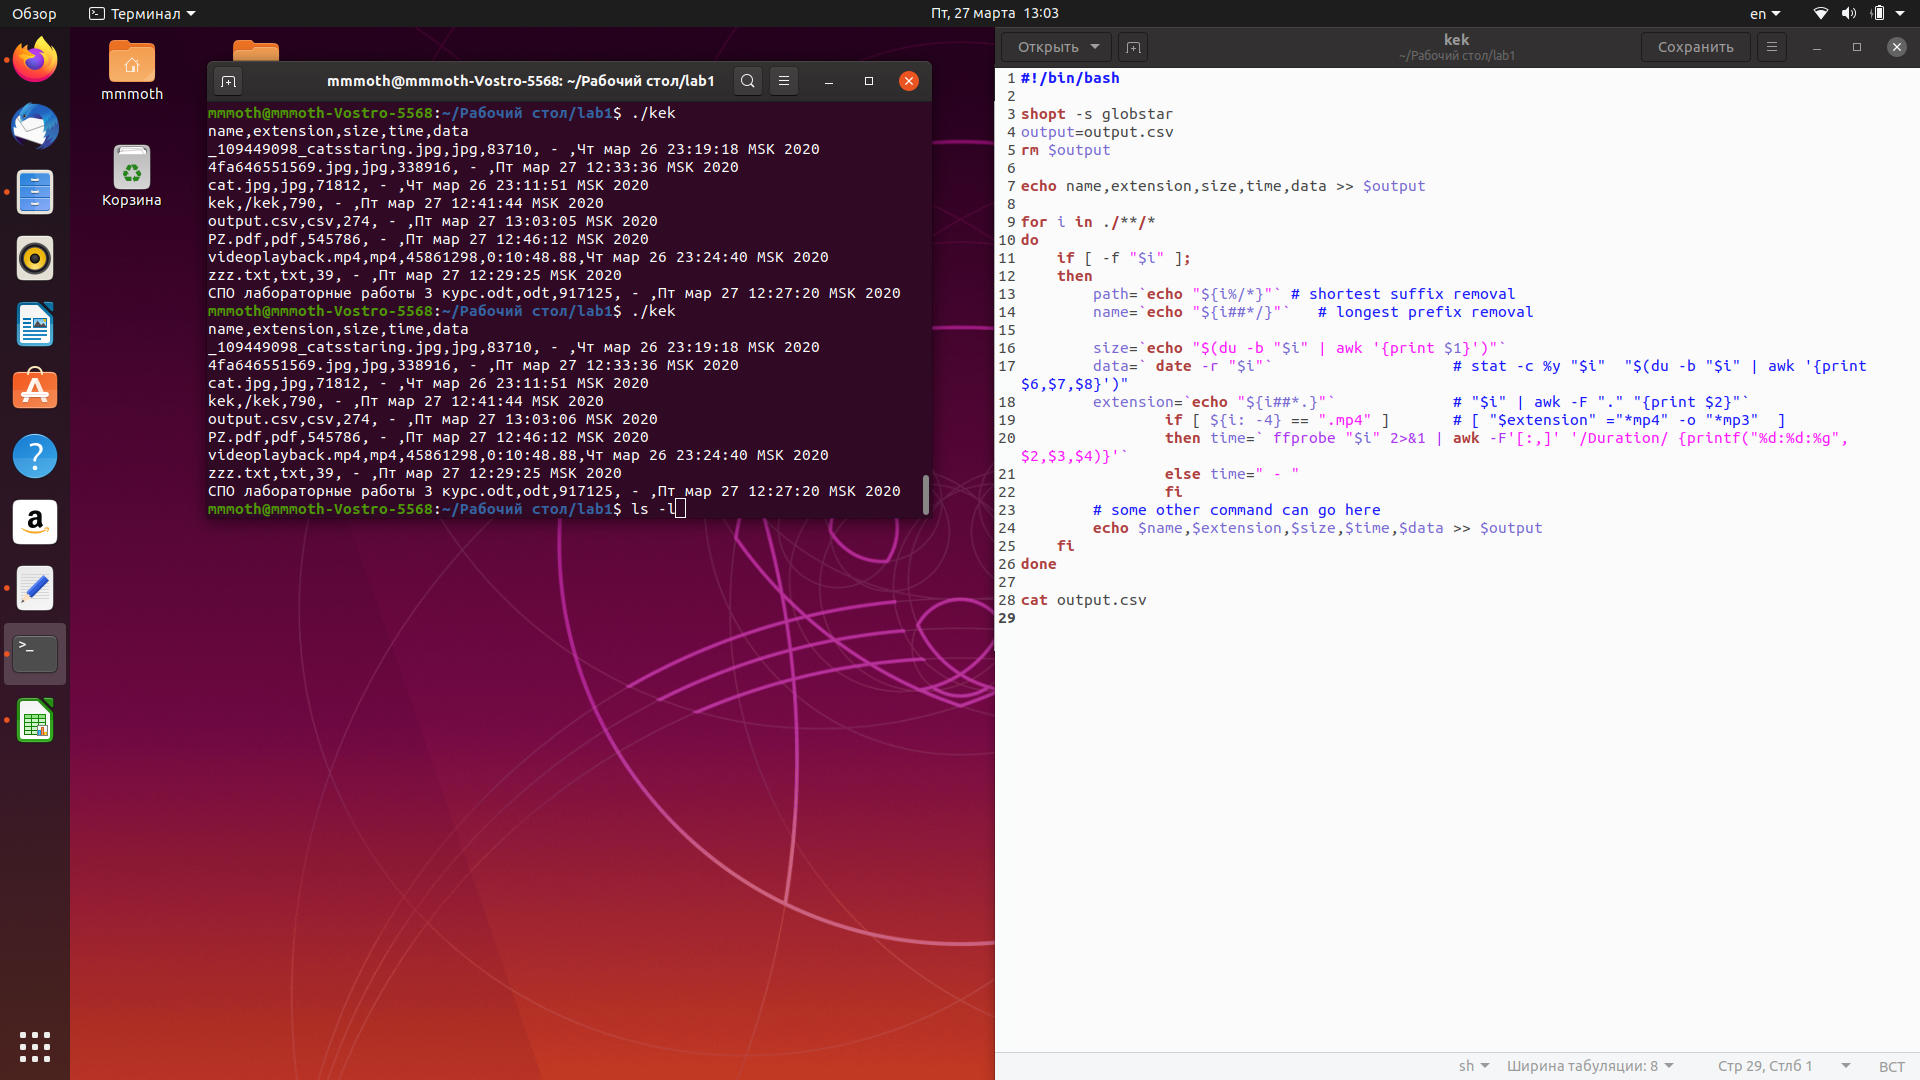 Обзор
Терминал
Пт, 27 марта 13:03
en
mmmoth
Корзина
mmmoth@mmmoth-Vostro-5568: ~/Рабочий стол/lab1
mmmoth@mmmoth-Vostro-5568:~/Рабочий стол/lab1$ ./kek
name,extension,size,time,data
_109449098_catsstaring.jpg,jpg,83710, - ,Чт мар 26 23:19:18 MSK 2020
4fa646551569.jpg,jpg,338916, - ,Пт мар 27 12:33:36 MSK 2020
cat.jpg,jpg,71812, - ,Чт мар 26 23:11:51 MSK 2020
kek,/kek,790, - ,Пт мар 27 12:41:44 MSK 2020
output.csv,csv,274, - ,Пт мар 27 13:03:05 MSK 2020
PZ.pdf,pdf,545786, - ,Пт мар 27 12:46:12 MSK 2020
videoplayback.mp4,mp4,45861298,0:10:48.88,Чт мар 26 23:24:40 MSK 2020
zzz.txt,txt,39, - ,Пт мар 27 12:29:25 MSK 2020
СПО лабораторные работы 3 курс.odt,odt,917125, - ,Пт мар 27 12:27:20 MSK 2020
mmmoth@mmmoth-Vostro-5568:~/Рабочий стол/lab1$ ./kek
name,extension,size,time,data
_109449098_catsstaring.jpg,jpg,83710, - ,Чт мар 26 23:19:18 MSK 2020
4fa646551569.jpg,jpg,338916, - ,Пт мар 27 12:33:36 MSK 2020
cat.jpg,jpg,71812, - ,Чт мар 26 23:11:51 MSK 2020
kek,/kek,790, - ,Пт мар 27 12:41:44 MSK 2020
output.csv,csv,274, - ,Пт мар 27 13:03:06 MSK 2020
PZ.pdf,pdf,545786, - ,Пт мар 27 12:46:12 MSK 2020
videoplayback.mp4,mp4,45861298,0:10:48.88,Чт мар 26 23:24:40 MSK 2020
zzz.txt,txt,39, - ,Пт мар 27 12:29:25 MSK 2020
СПО лабораторные работы 3 курс.odt,odt,917125, - ,Пт мар 27 12:27:20 MSK 2020
mmmoth@mmmoth-Vostro-5568:~/Рабочий стол/lab1$ ls -l
Открыть
kek
~/Рабочий стол/lab1
Сохранить
1 #!/bin/bash
2
3 shopt -s globstar
4 output=output.csv
5 rm $output
6
7 echo name,extension,size,time,data >> $output
8
9 for i in ./**/*
10 do
11     if [ -f "$i" ];
12     then
13         path=`echo "${i%/*}"` # shortest suffix removal
14         name=`echo "${i##*/}"`   # longest prefix removal
15
16         size=`echo "$(du -b "$i" | awk '{print $1}')"`
17         data=` date -r "$i"`                    # stat -c %y "$i"  "$(du -b "$i" | awk '{print
$6,$7,$8}')"
18         extension=`echo "${i##*.}"`             # "$i" | awk -F "." "{print $2}"`
19                 if [ ${i: -4} == ".mp4" ]       # [ "$extension" ="*mp4" -o "*mp3"  ]
20                 then time=` ffprobe "$i" 2>&1 | awk -F'[:,]' '/Duration/ {printf("%d:%d:%g",
$2,$3,$4)}'`
21                 else time=" - "
22                 fi
23         # some other command can go here
24         echo $name,$extension,$size,$time,$data >> $output
25     fi
26 done
27
28 cat output.csv
29
sh
Ширина табуляции: 8
Стр 29, Стлб 1
ВСТ